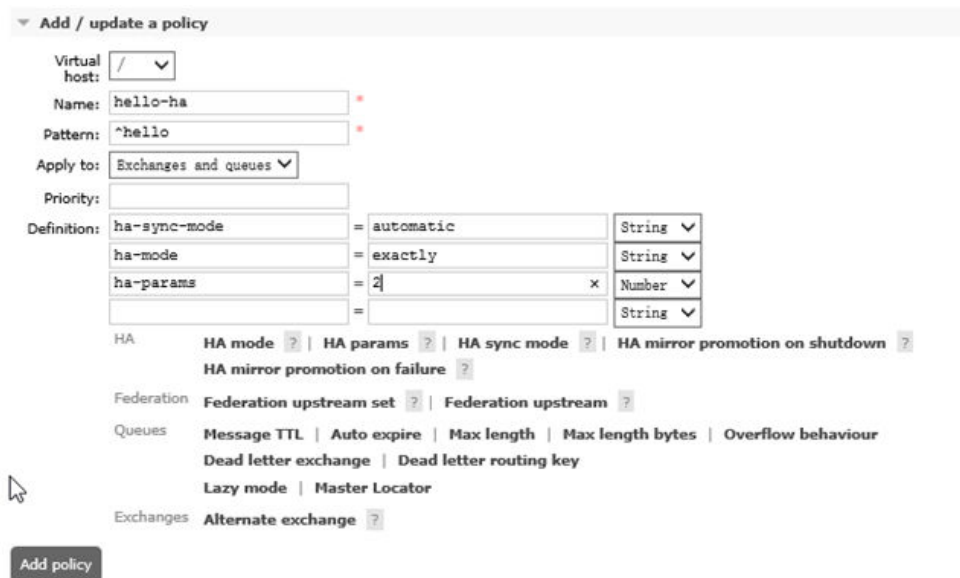 Add / update a policy
Virtual host: /
Name: hello-ha *
Pattern: ^hello *
Apply to: Exchanges and queues
Priority:
Definition: ha-sync-mode = automatic String
ha-mode = exactly String
ha-params = 2 × Number
= String
HA HA mode ? | HA params ? | HA sync mode ? | HA mirror promotion on shutdown ?
HA mirror promotion on failure ?
Federation Federation upstream set ? | Federation upstream ?
Queues Message TTL | Auto expire | Max length | Max length bytes | Overflow behaviour
Dead letter exchange | Dead letter routing key
Lazy mode | Master Locator
Exchanges Alternate exchange ?
Add policy